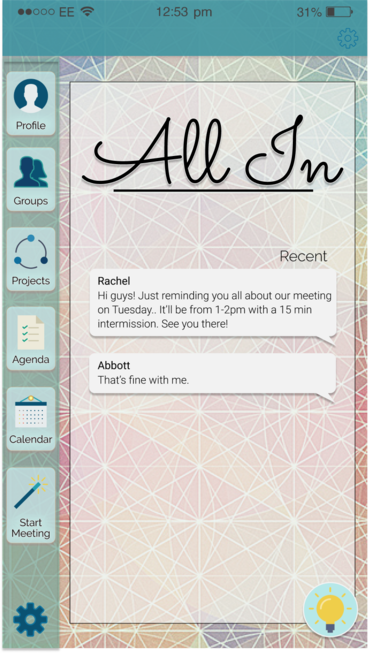 EE 12:53 pm 31%
Profile
Groups
Projects
Agenda
Calendar
Start
Meeting
All In
Recent
Rachel
Hi guys! Just reminding you all about our meeting
on Tuesday.. It'll be from 1-2pm with a 15 min
intermission. See you there!
Abbott
That's fine with me.